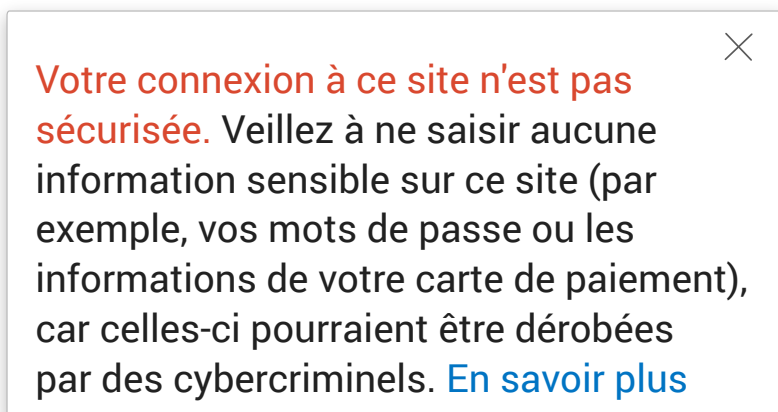 Votre connexion à ce site n'est pas
sécurisée. Veillez à ne saisir aucune
information sensible sur ce site (par
exemple, vos mots de passe ou les
informations de votre carte de paiement),
car celles-ci pourraient être dérobées
par des cybercriminels. En savoir plus